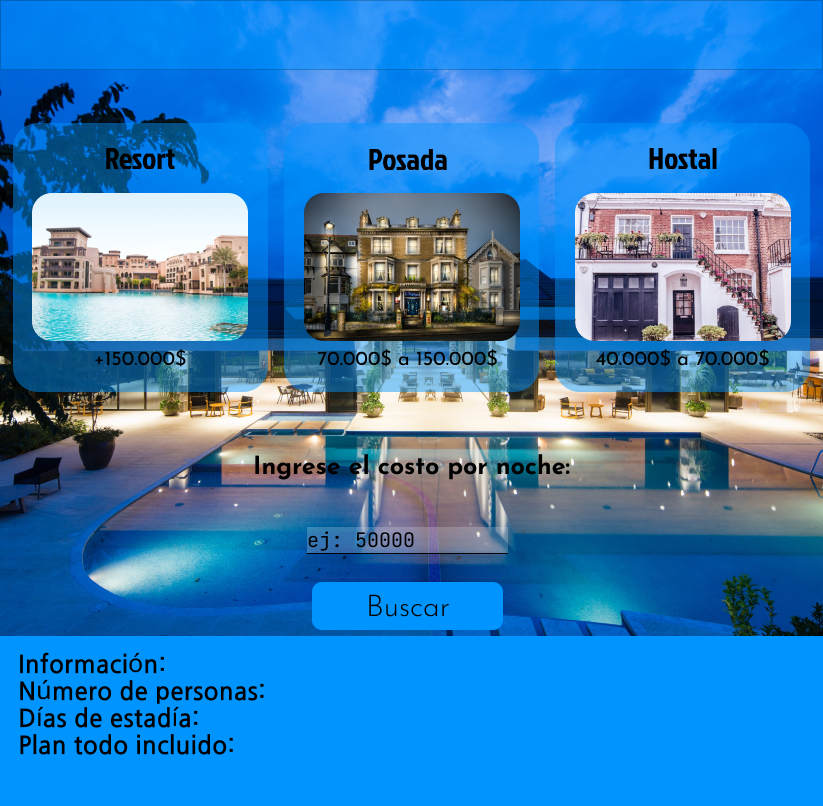 Resort
Posada
Hostal
+150.000$
70.000$ a 150.000$
40.000$ a 70.000$
Ingrese el costo por noche:
ej: 50000
Buscar
Información:
Número de personas:
Días de estadía:
Plan todo incluido: